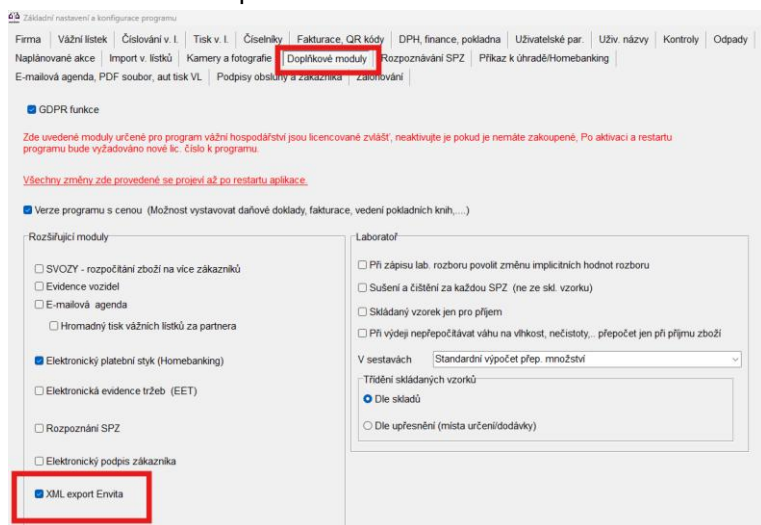 Základní nastavení a konfigurace programu
Firma Vážní lístek Číslování v. l. Tisk v. l. Číselníky Fakturace, QR kódy DPH, finance, pokladna Uživatelské par. Uživ. názvy Kontroly Odpady
Naplánované akce Import v. lístků Kamery a fotografie Doplňkové moduly Rozpoznávání SPZ Příkaz k úhradě/Homebanking
E-mailová agenda, PDF soubor, aut tisk VL Podpisy obsluhy a zákazníka Zálohování
GDPR funkce
Zde uvedené moduly určené pro program vážní hospodářství jsou licencované zvlášť, neaktivujte je pokud je nemáte zakoupené, Po aktivaci a restartu
programu bude vyžadováno nové lic. číslo k programu.
Všechny změny zde provedené se projeví až po restartu aplikace.
Verze programu s cenou (Možnost vystavovat daňové doklady, fakturace, vedení pokladních knih,....)
Rozšiřující moduly
SVOZY - rozpočítání zboží na více zákazníků
Evidence vozidel
E-mailová agenda
Hromadný tisk vážních lístků za partnera
Elektronický platební styk (Homebanking)
Elektronická evidence tržeb (EET)
Rozpoznání SPZ
Elektronický podpis zákazníka
XML export Envita
Laboratoř
Při zápisu lab. rozboru povolit změnu implicitních hodnot rozboru
Sušení a čištění za každou SPZ (ne ze skl. vzorku)
Skládaný vzorek jen pro příjem
Při výdeji nepřepočítávat váhu na vlhkost, nečistoty,.. přepočet jen při příjmu zboží
V sestavách Standardní výpočet přep. množství
Třídění skládaných vzorků
Dle skladů
Dle upřesnění (místa určení/dodávky)